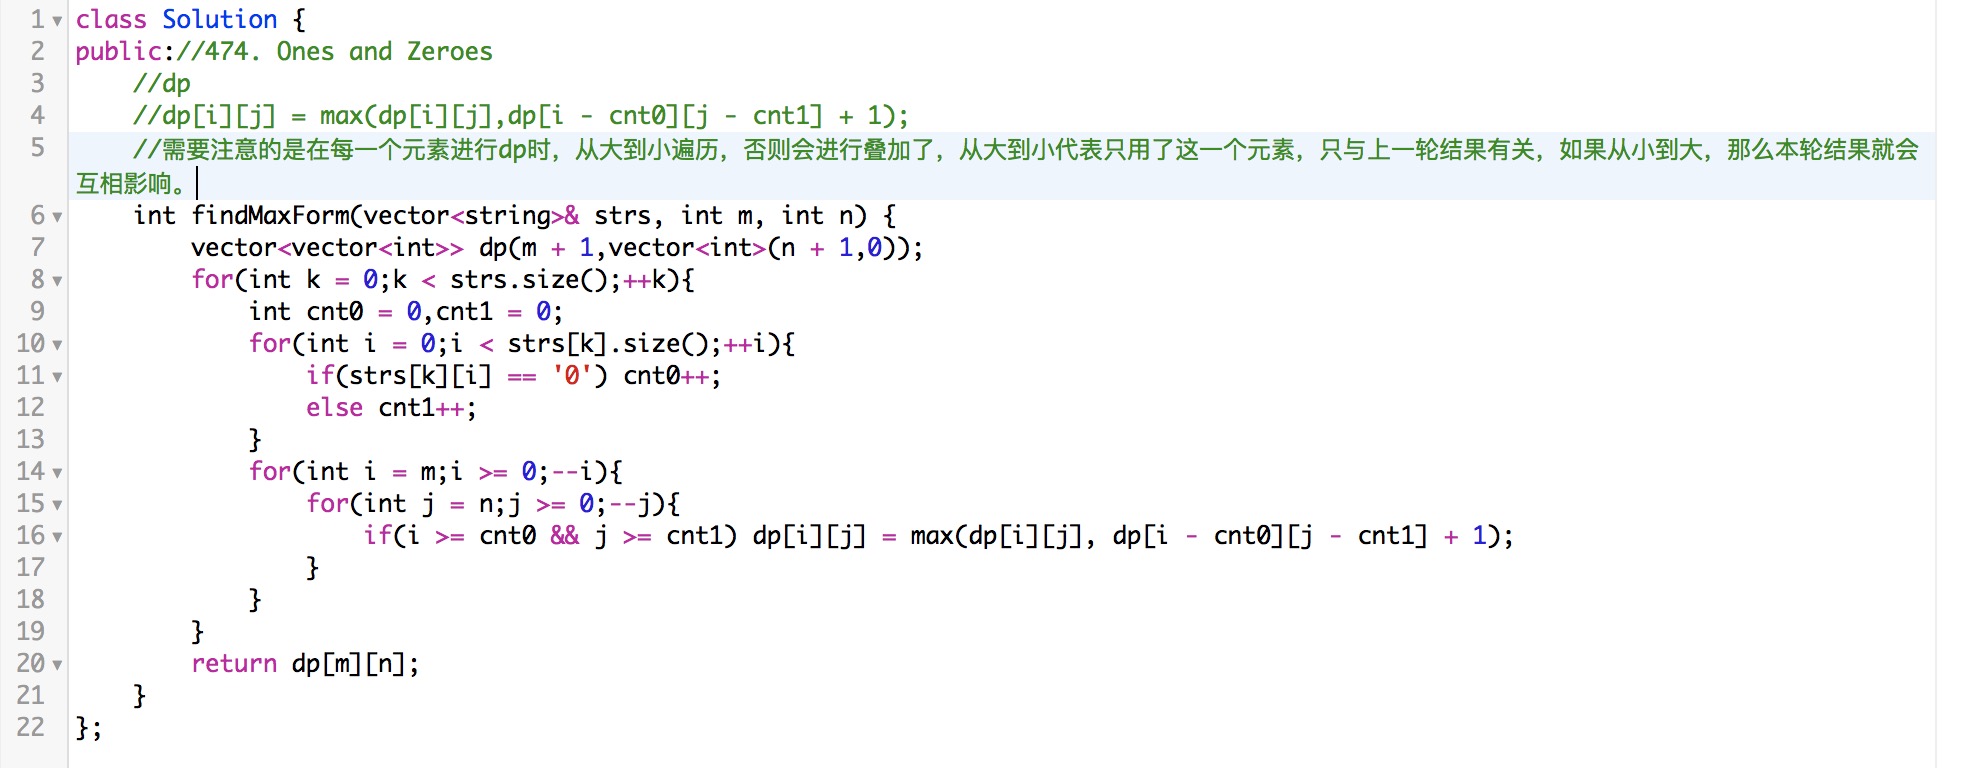 1 class Solution {
2 public://474. Ones and Zeroes
3     //dp
4     //dp[i][j] = max(dp[i][j],dp[i - cnt0][j - cnt1] + 1);
5     //需要注意的是在每一个元素进行dp时，从大到小遍历，否则会进行叠加了，从大到小代表只用了这一个元素，只与上一轮结果有关，如果从小到大，那么本轮结果就会
互相影响。
6     int findMaxForm(vector<string>& strs, int m, int n) {
7         vector<vector<int>> dp(m + 1,vector<int>(n + 1,0));
8         for(int k = 0;k < strs.size();++k){
9             int cnt0 = 0,cnt1 = 0;
10             for(int i = 0;i < strs[k].size();++i){
11                 if(strs[k][i] == '0') cnt0++;
12                 else cnt1++;
13             }
14             for(int i = m;i >= 0;--i){
15                 for(int j = n;j >= 0;--j){
16                     if(i >= cnt0 && j >= cnt1) dp[i][j] = max(dp[i][j], dp[i - cnt0][j - cnt1] + 1);
17                 }
18             }
19         }
20         return dp[m][n];
21     }
22 };